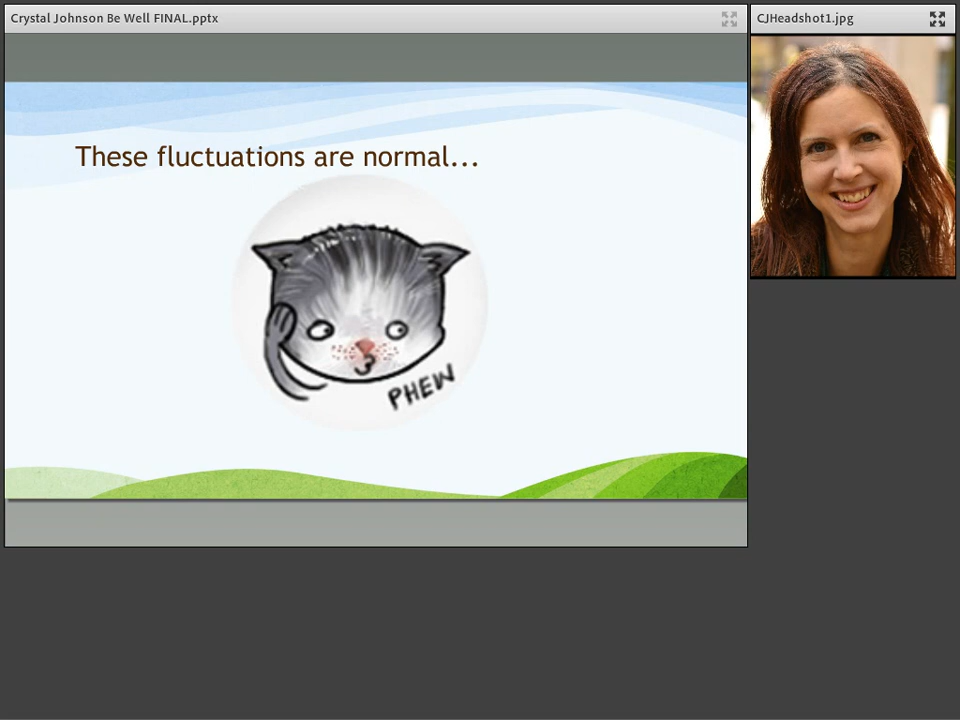 Crystal Johnson Be Well FINAL.pptx
CJHeadshot1.jpg
These fluctuations are normal...
PHEW